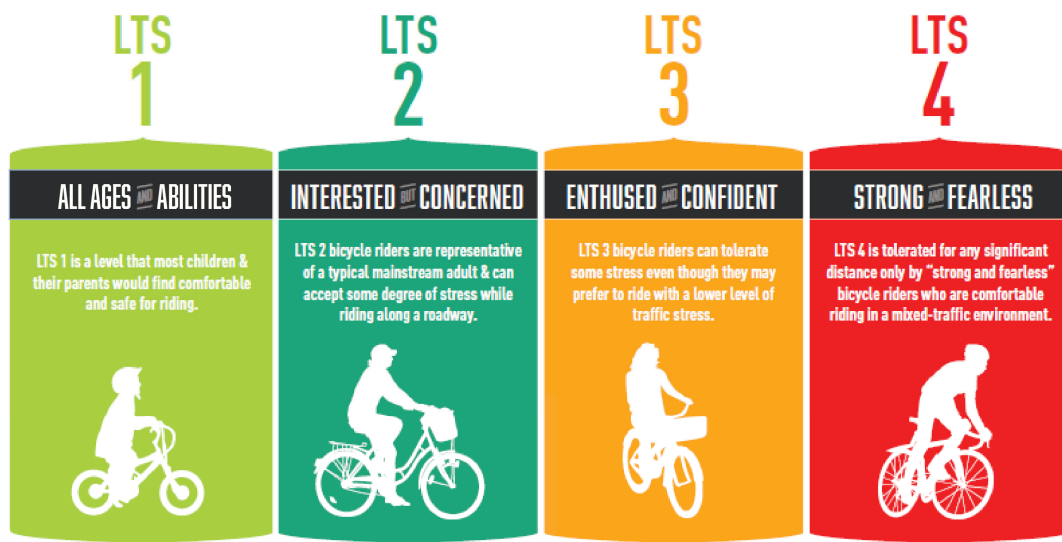 LTS
1
ALL AGES AND ABILITIES
LTS 1 is a level that most children &
their parents would find comfortable
and safe for riding.
LTS
2
INTERESTED BUT CONCERNED
LTS 2 bicycle riders are representative
of a typical mainstream adult & can
accept some degree of stress while
riding along a roadway.
LTS
3
ENTHUSED AND CONFIDENT
LTS 3 bicycle riders can tolerate
some stress even though they may
prefer to ride with a lower level of
traffic stress.
LTS
4
STRONG AND FEARLESS
LTS 4 is tolerated for any significant
distance only by “strong and fearless”
bicycle riders who are comfortable
riding in a mixed-traffic environment.